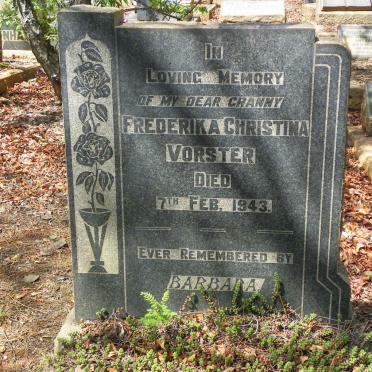 In
Loving Memory
of my dear granny
Frederika Christina
Vorster
Died
7th Feb. 1943.
Ever Remembered by
Barbara